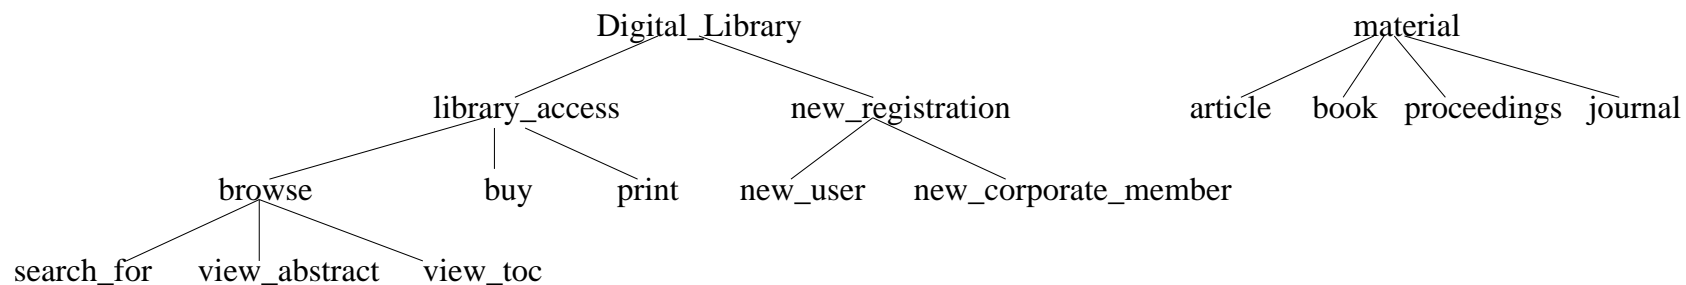 Digital_Library material
library_access new_registration article book proceedings journal
browse buy print new_user new_corporate_member
search_for view_abstract view_toc